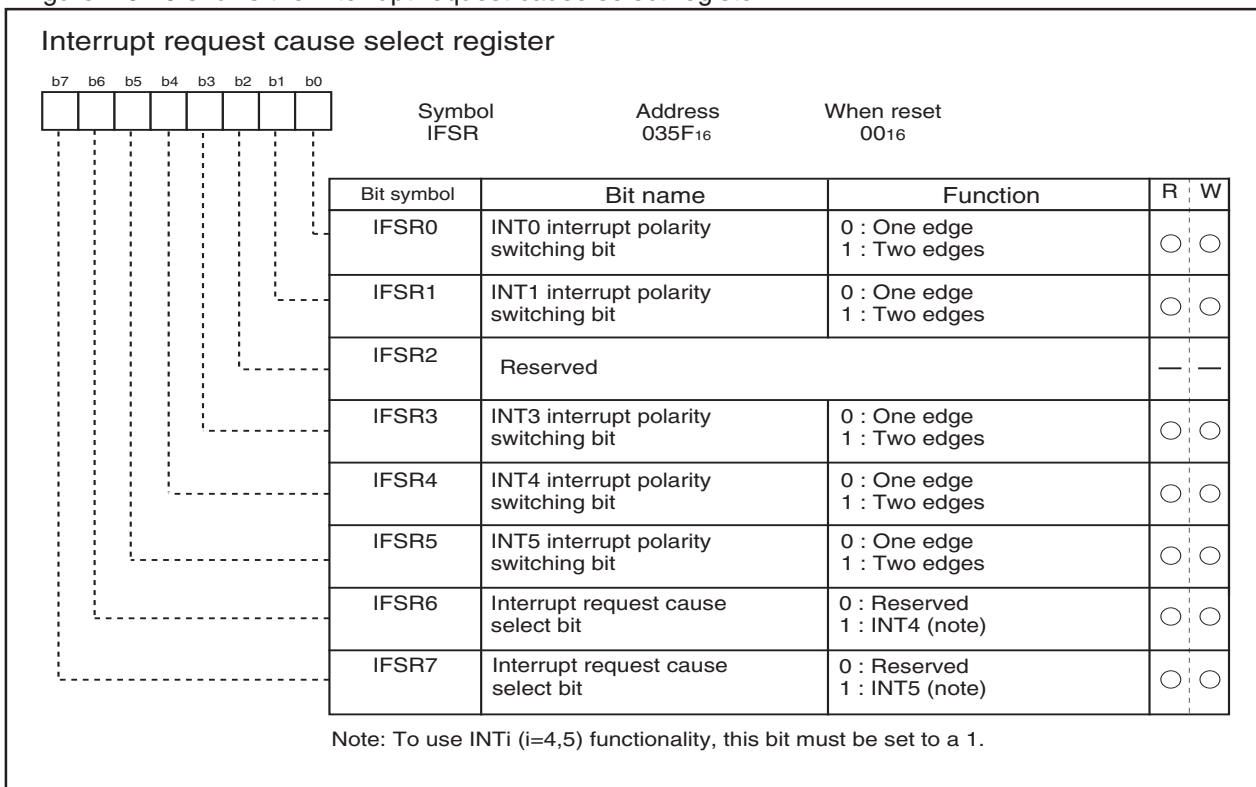 Interrupt request cause select register
b7 b6 b5 b4 b3 b2 b1 b0
Symbol Address When reset
IFSR 035F16 0016
Bit symbol Bit name Function R W
IFSR0 INT0 interrupt polarity switching bit 0 : One edge 1 : Two edges
IFSR1 INT1 interrupt polarity switching bit 0 : One edge 1 : Two edges
IFSR2 Reserved — —
IFSR3 INT3 interrupt polarity switching bit 0 : One edge 1 : Two edges
IFSR4 INT4 interrupt polarity switching bit 0 : One edge 1 : Two edges
IFSR5 INT5 interrupt polarity switching bit 0 : One edge 1 : Two edges
IFSR6 Interrupt request cause select bit 0 : Reserved 1 : INT4 (note)
IFSR7 Interrupt request cause select bit 0 : Reserved 1 : INT5 (note)
Note: To use INTi (i=4,5) functionality, this bit must be set to a 1.